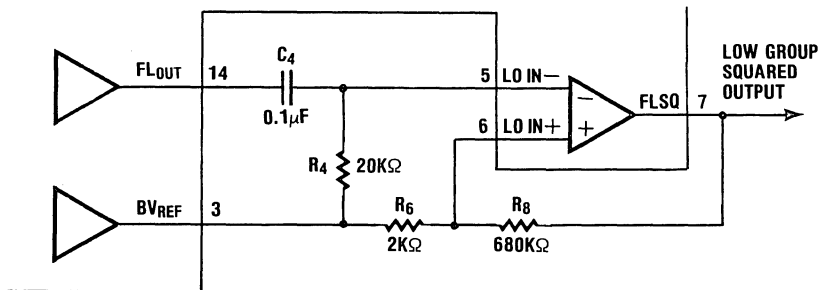 FLOUT
14
C4
0.1µF
5
LO IN−
−
FLSQ
7
LOW GROUP
SQUARED
OUTPUT
6
LO IN+
+
R4
20KΩ
BVREF
3
R6
2KΩ
R8
680KΩ